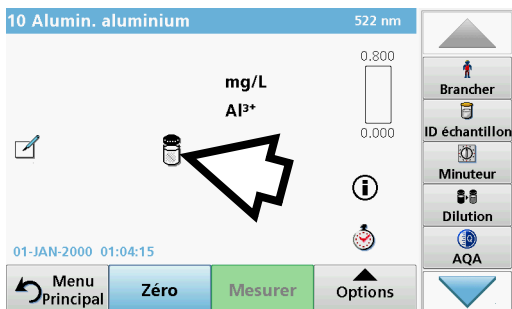 10 Alumin. aluminium 522 nm
0.800
mg/L
Al³⁺
0.000
01-JAN-2000 01:04:15
Menu
Principal
Zéro
Mesurer
Options
Brancher
ID échantillon
Minuteur
Dilution
AQA